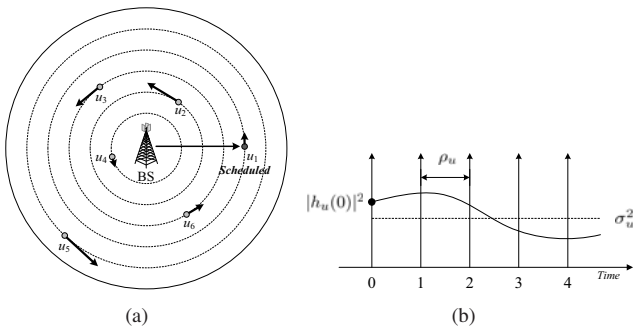 u₃
u₂
u₄
BS
u₁
Scheduled
u₆
u₅
(a)
ρᵤ
|hᵤ(0)|²
σᵤ²
0 1 2 3 4
Time
(b)